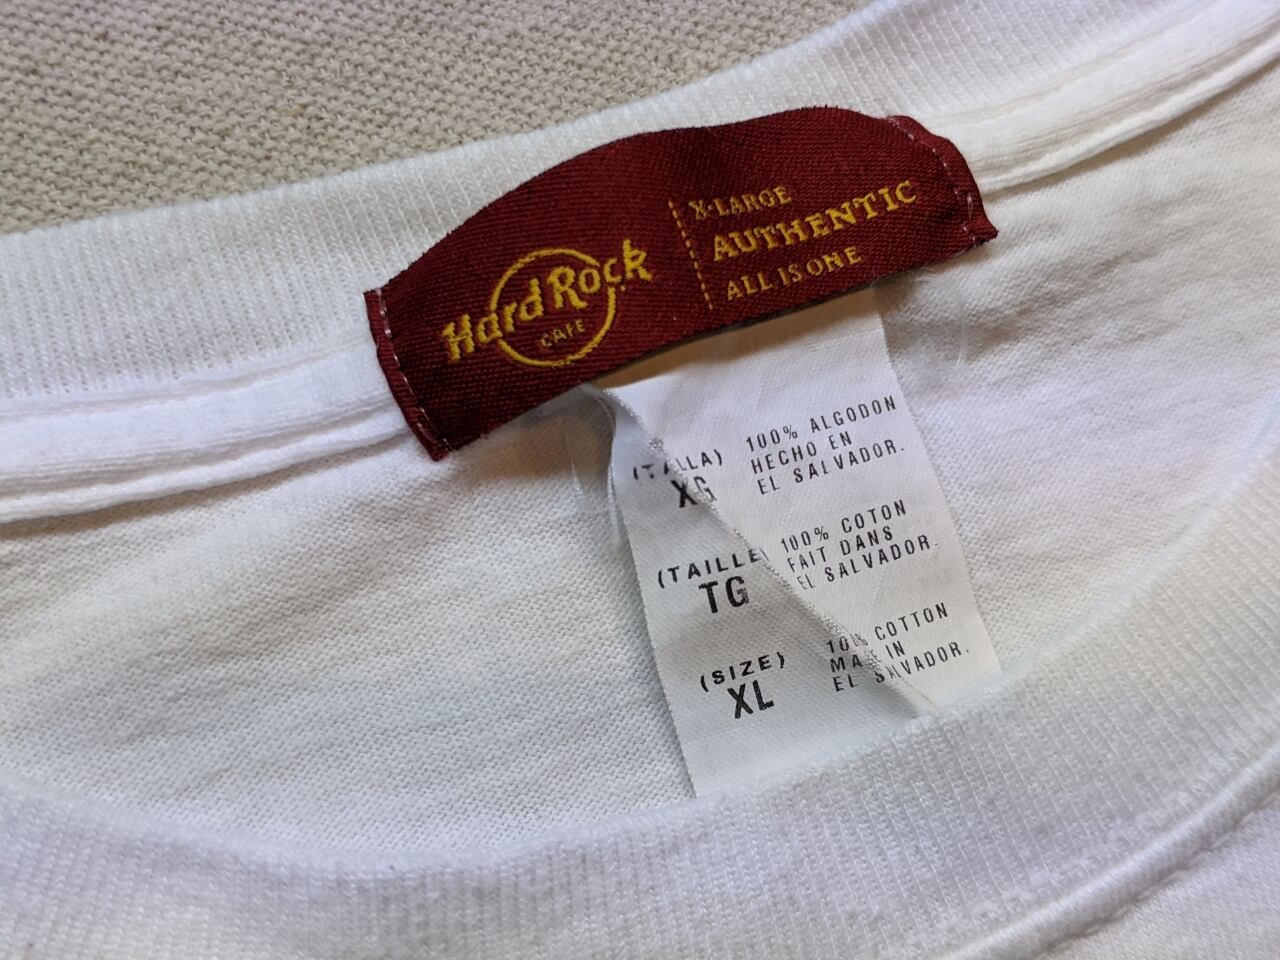 Hard Rock
CAFE
X-LARGE
AUTHENTIC
ALL IS ONE
(TALLA)
XG
100% ALGODON
HECHO EN
EL SALVADOR.
(TAILLE)
TG
100% COTON
FAIT DANS
EL SALVADOR.
(SIZE)
XL
100% COTTON
MADE IN
EL SALVADOR.